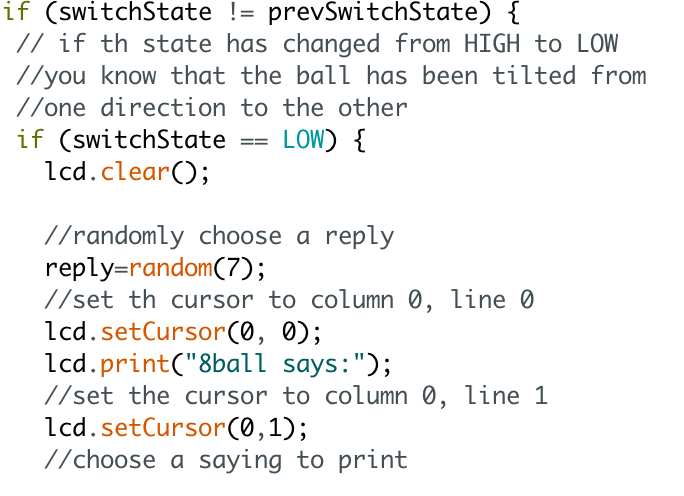 if (switchState != prevSwitchState) {
// if th state has changed from HIGH to LOW
//you know that the ball has been tilted from
//one direction to the other
if (switchState == LOW) {
lcd.clear();
//randomly choose a reply
reply=random(7);
//set th cursor to column 0, line 0
lcd.setCursor(0, 0);
lcd.print("8ball says:");
//set the cursor to column 0, line 1
lcd.setCursor(0,1);
//choose a saying to print